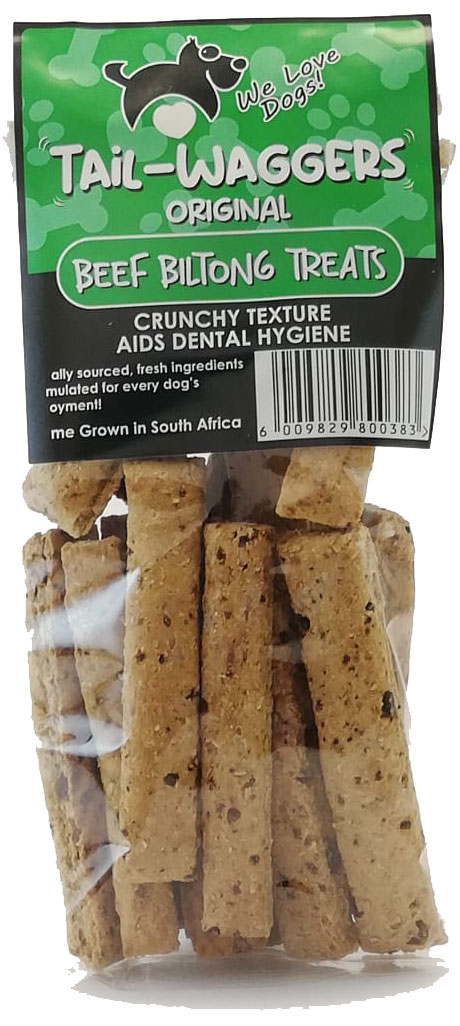 We Love
Dogs!
TAIL-WAGGERS
ORIGINAL
BEEF BILTONG TREATS
CRUNCHY TEXTURE
AIDS DENTAL HYGIENE
ally sourced, fresh ingredients
mulated for every dog's
oyment!
me Grown in South Africa
6 009829 800383 >